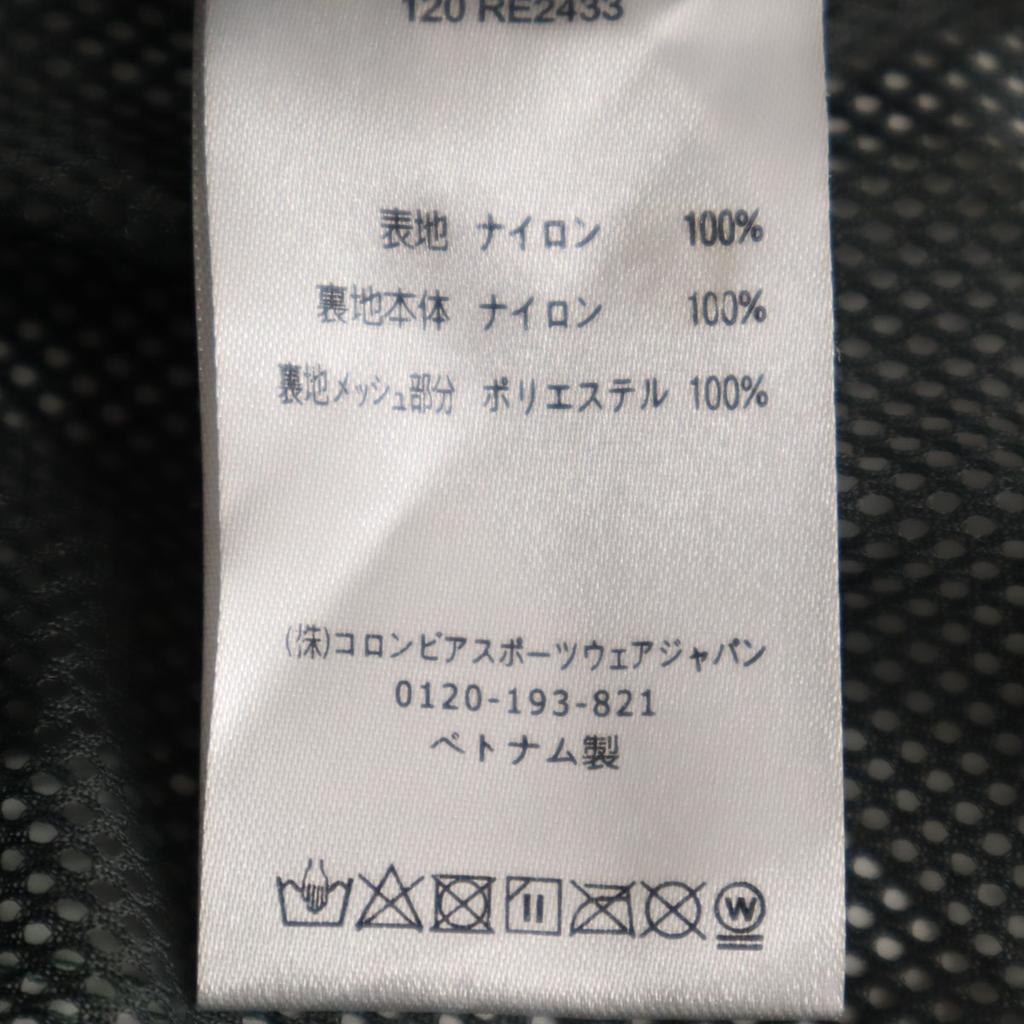 120 RE2433
表地 ナイロン 100%
裏地本体 ナイロン 100%
裏地メッシュ部分 ポリエステル 100%
(株)コロンビアスポーツウェアジャパン
0120-193-821
ベトナム製
W